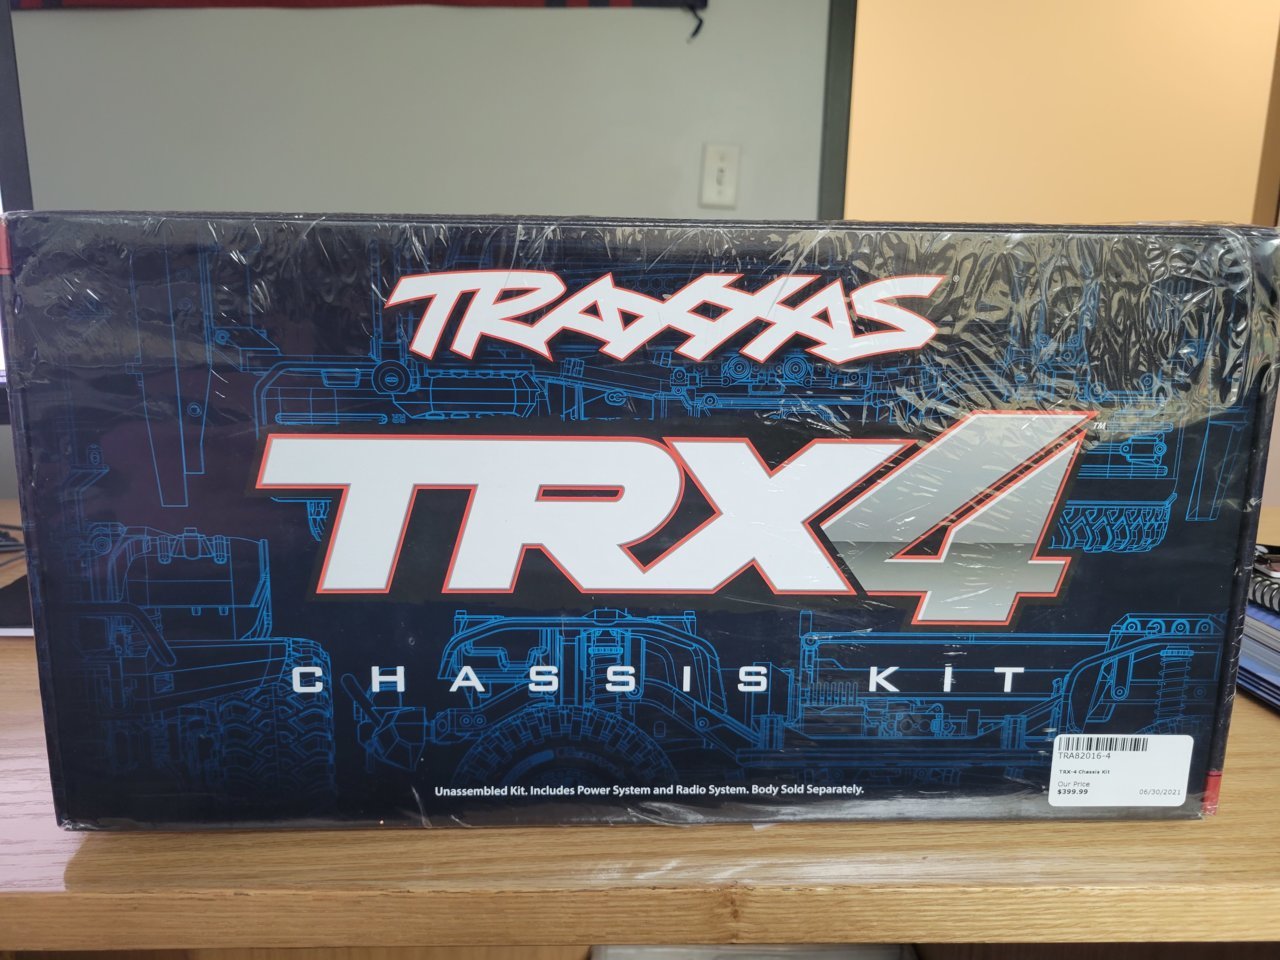 TRAXXAS
TRX4™
CHASSIS KIT
Unassembled Kit. Includes Power System and Radio System. Body Sold Separately.
TRA82016-4
TRX-4 Chassis Kit
Our Price
$399.99 06/30/2021